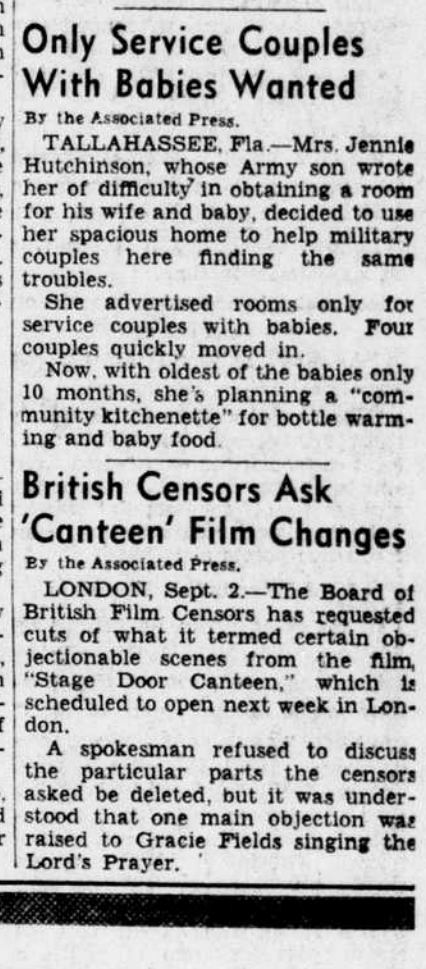 Only Service Couples
With Babies Wanted
By the Associated Press.
TALLAHASSEE, Fla.—Mrs. Jennie
Hutchinson, whose Army son wrote
her of difficulty in obtaining a room
for his wife and baby, decided to use
her spacious home to help military
couples here finding the same
troubles.
She advertised rooms only for
service couples with babies. Four
couples quickly moved in.
Now, with oldest of the babies only
10 months, she's planning a "com-
munity kitchenette" for bottle warm-
ing and baby food.
British Censors Ask
'Canteen' Film Changes
By the Associated Press.
LONDON, Sept. 2.—The Board of
British Film Censors has requested
cuts of what it termed certain ob-
jectionable scenes from the film,
"Stage Door Canteen," which is
scheduled to open next week in Lon-
don.
A spokesman refused to discuss
the particular parts the censors
asked be deleted, but it was under-
stood that one main objection was
raised to Gracie Fields singing the
Lord's Prayer.